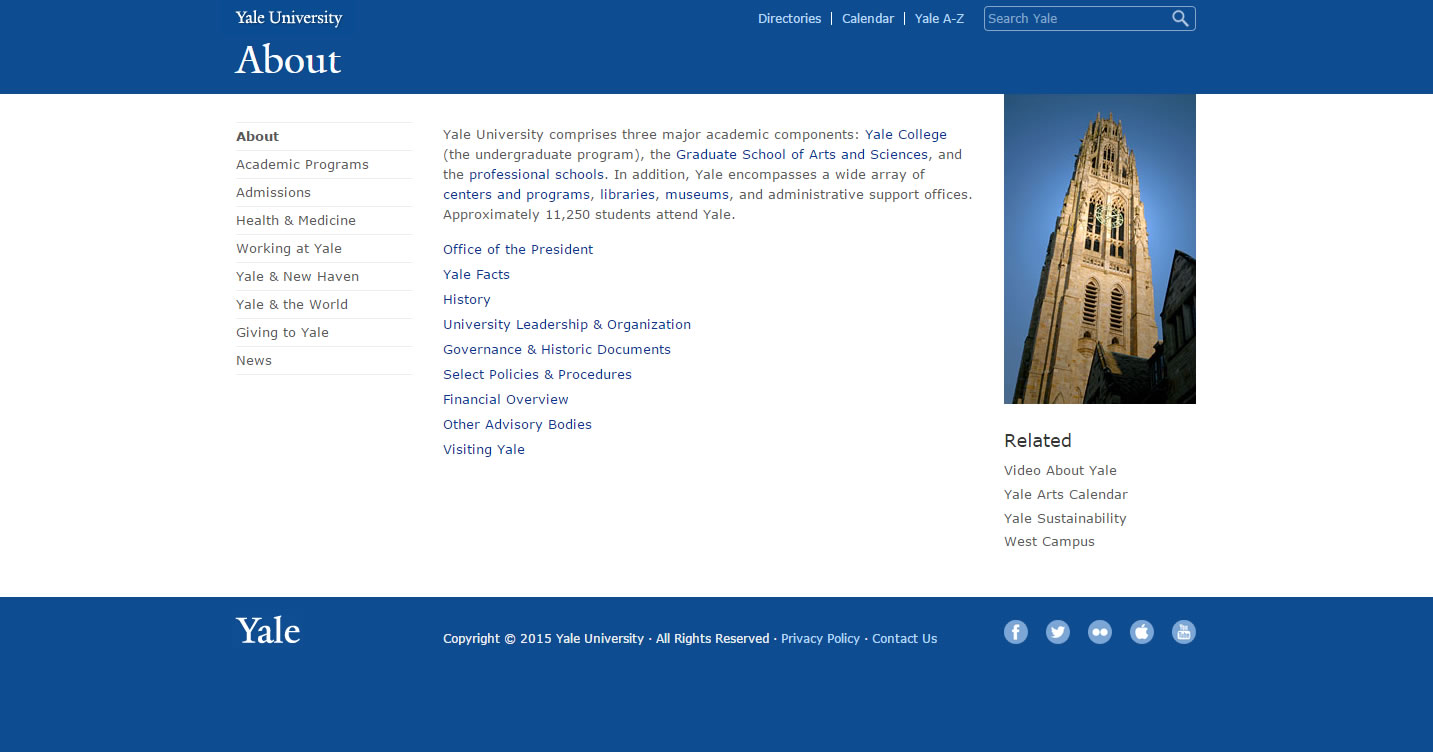 Yale University
Directories
Calendar
Yale A-Z
Search Yale
About
About
Academic Programs
Admissions
Health & Medicine
Working at Yale
Yale & New Haven
Yale & the World
Giving to Yale
News
Yale University comprises three major academic components: Yale College
(the undergraduate program), the Graduate School of Arts and Sciences, and
the professional schools. In addition, Yale encompasses a wide array of
centers and programs, libraries, museums, and administrative support offices.
Approximately 11,250 students attend Yale.
Office of the President
Yale Facts
History
University Leadership & Organization
Governance & Historic Documents
Select Policies & Procedures
Financial Overview
Other Advisory Bodies
Visiting Yale
Related
Video About Yale
Yale Arts Calendar
Yale Sustainability
West Campus
Yale
Copyright © 2015 Yale University · All Rights Reserved · Privacy Policy · Contact Us
You
Tube